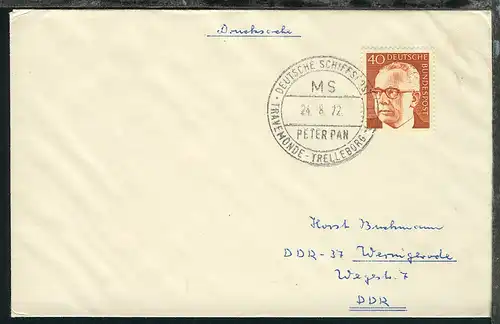 Drucksache
DEUTSCHE SCHIFFSPOST
MS
24. 8. 72
PETER PAN
TRAVEMÜNDE - TRELLEBORG
40 DEUTSCHE
BUNDESPOST
Horst Buchmann
DDR-37 Wernigerode
Wegestr. 7
DDR